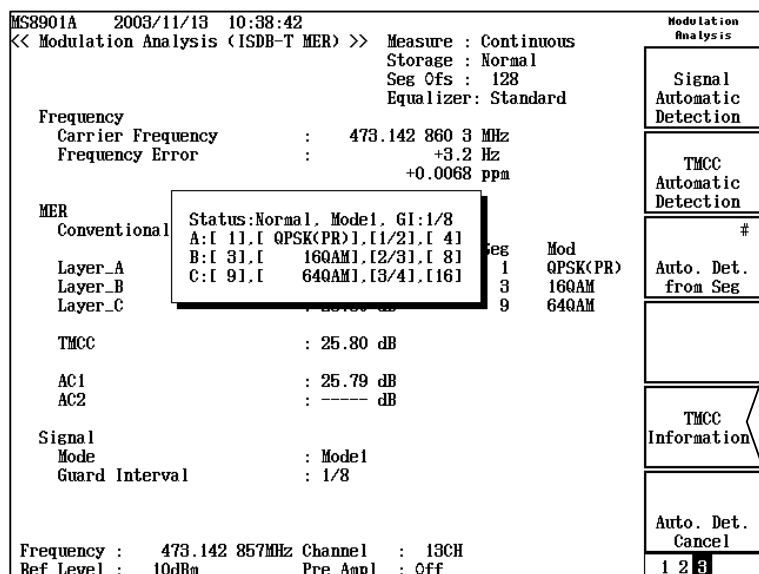 MS8901A 2003/11/13 10:38:42
<< Modulation Analysis (ISDB-T MER) >> Measure : Continuous
Storage : Normal
Seg Ofs : 128
Equalizer: Standard
Frequency
Carrier Frequency : 473.142 860 3 MHz
Frequency Error : +3.2 Hz
+0.0068 ppm
MER
Conventional
Status:Normal, Mode1, GI:1/8
A:[ 1],[ QPSK(PR)],[1/2],[ 4]
B:[ 3],[ 16QAM],[2/3],[ 8]
C:[ 9],[ 64QAM],[3/4],[16]
Mod
Layer_A 1 QPSK(PR)
Layer_B 3 16QAM
Layer_C 9 64QAM
TMCC : 25.80 dB
AC1 : 25.79 dB
AC2 : ----- dB
Signal
Mode : Mode1
Guard Interval : 1/8
Frequency : 473.142 857MHz Channel : 13CH
Ref Level : 10dBm Pre Ampl : Off
Modulation
Analysis
Signal
Automatic
Detection
TMCC
Automatic
Detection
#
Auto. Det.
from Seg
TMCC
Information
Auto. Det.
Cancel
1 2 3